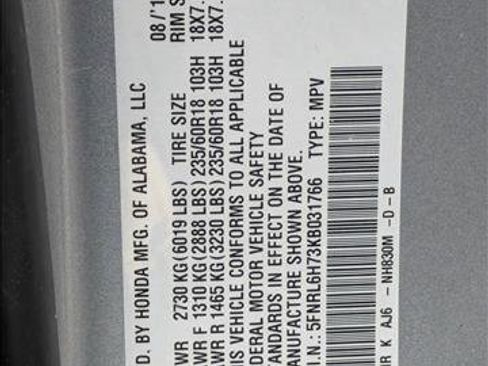 D. BY HONDA MFG. OF ALABAMA, LLC 08/'1
WR 2730 KG (6019 LBS) TIRE SIZE RIM S
WR F 1310 KG (2888 LBS) 235/60R18 103H 18X7.
WR R 1465 KG (3230 LBS) 235/60R18 103H 18X7.
IS VEHICLE CONFORMS TO ALL APPLICABLE
DERAL MOTOR VEHICLE SAFETY
ANDARDS IN EFFECT ON THE DATE OF
ANUFACTURE SHOWN ABOVE.
I.N.: 5FNRL6H73KB031766 TYPE: MPV
R K AJ6 - NH830M -D-B